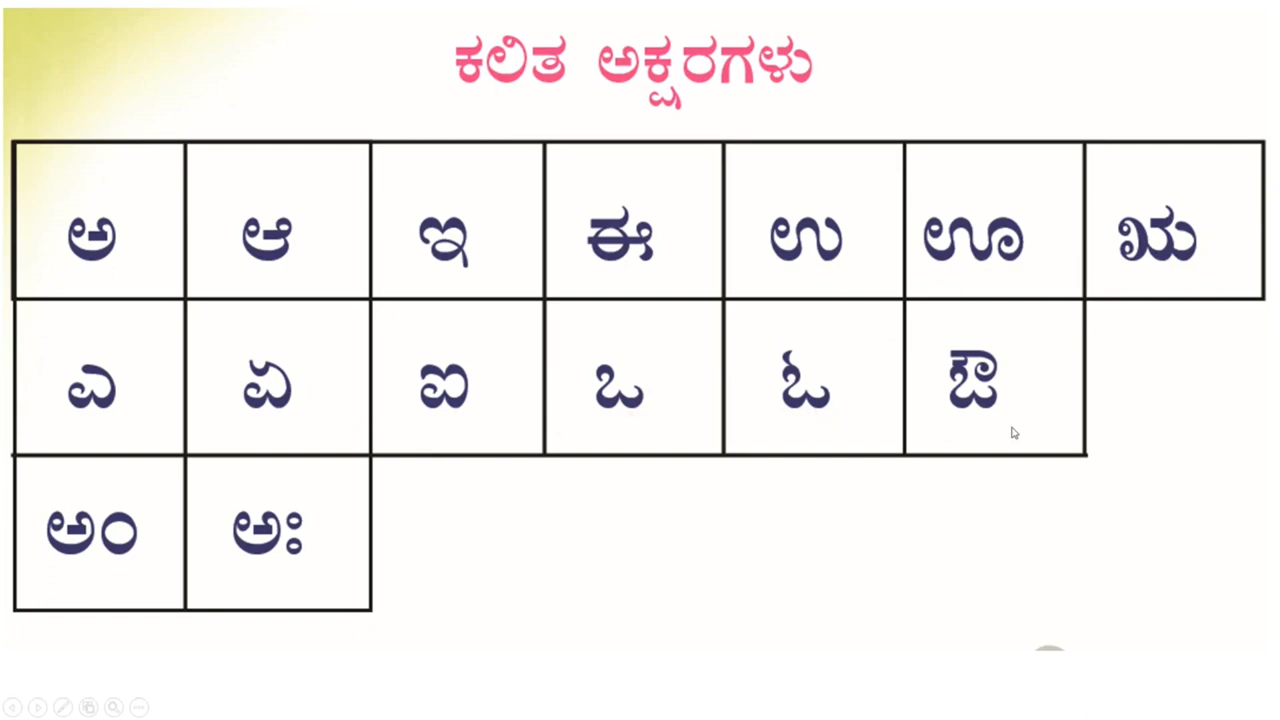 ಕಲಿತ ಅಕ್ಷರಗಳು
ಅ ಆ ಇ ಈ ಉ ಊ ಋ
ಎ ಏ ಐ ಒ ಓ ಔ
ಅಂ ಅಃ